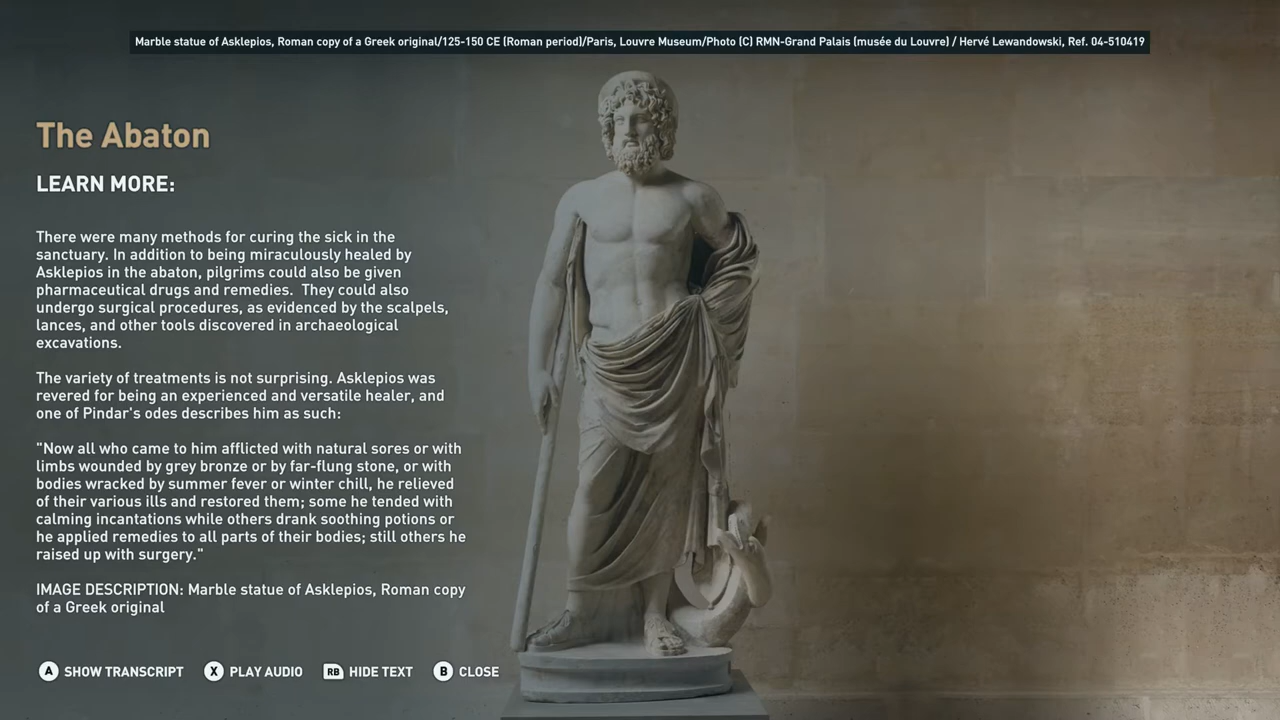 Marble statue of Asklepios, Roman copy of a Greek original/125-150 CE (Roman period)/Paris, Louvre Museum/Photo (C) RMN-Grand Palais (musée du Louvre) / Hervé Lewandowski, Ref. 04-510419
The Abaton
LEARN MORE:
There were many methods for curing the sick in the
sanctuary. In addition to being miraculously healed by
Asklepios in the abaton, pilgrims could also be given
pharmaceutical drugs and remedies.  They could also
undergo surgical procedures, as evidenced by the scalpels,
lances, and other tools discovered in archaeological
excavations.
The variety of treatments is not surprising. Asklepios was
revered for being an experienced and versatile healer, and
one of Pindar's odes describes him as such:
"Now all who came to him afflicted with natural sores or with
limbs wounded by grey bronze or by far-flung stone, or with
bodies wracked by summer fever or winter chill, he relieved
of their various ills and restored them; some he tended with
calming incantations while others drank soothing potions or
he applied remedies to all parts of their bodies; still others he
raised up with surgery."
IMAGE DESCRIPTION: Marble statue of Asklepios, Roman copy
of a Greek original
A SHOW TRANSCRIPT X PLAY AUDIO RB HIDE TEXT B CLOSE